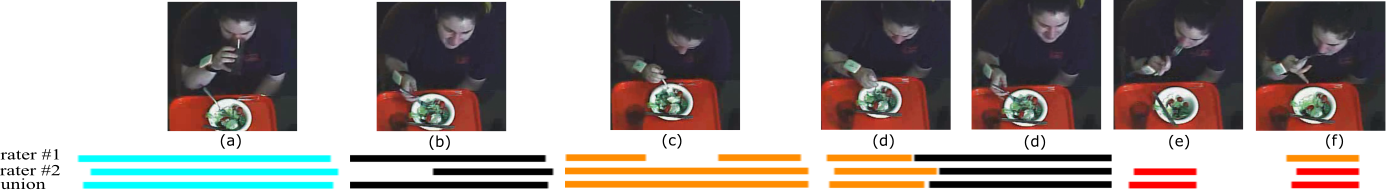 (a) (b) (c) (d) (d) (e) (f)
rater #1
rater #2
union